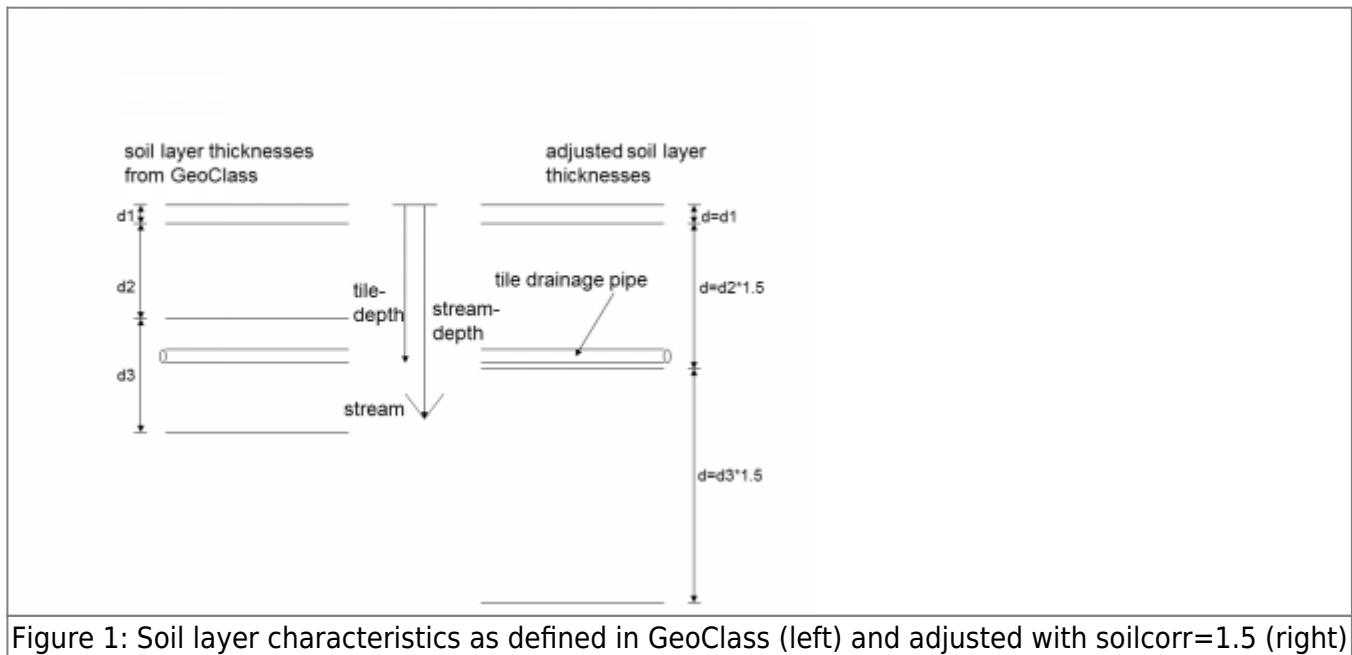 soil layer thicknesses
from GeoClass
adjusted soil layer
thicknesses
d1
d=d1
d2
tile-
depth
stream-
depth
tile drainage pipe
d=d2*1.5
d3
stream
d=d3*1.5
Figure 1: Soil layer characteristics as defined in GeoClass (left) and adjusted with soilcorr=1.5 (right)